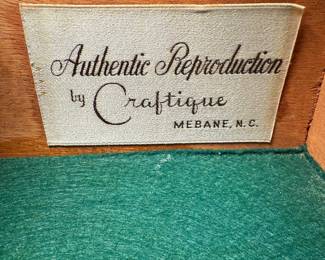 Authentic Reproduction
by Craftique
MEBANE, N.C.